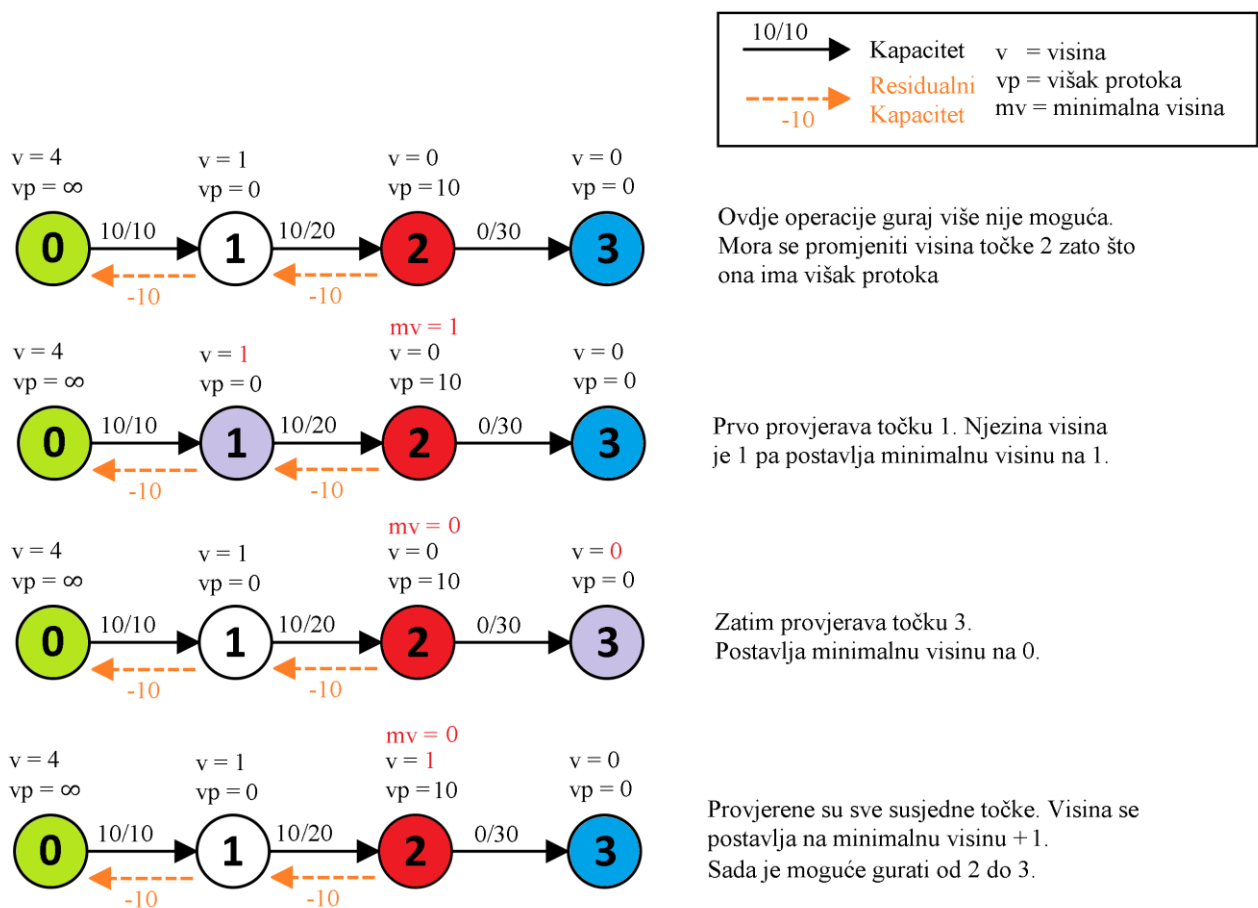 10/10
Kapacitet
v = visina
Residualni
vp = višak protoka
Kapacitet
mv = minimalna visina
-10
v = 4
v = 1
v = 0
v = 0
vp = ∞
vp = 0
vp = 10
vp = 0
0
10/10
1
10/20
2
0/30
3
-10
-10
Ovdje operacije guraj više nije moguća.
Mora se promjeniti visina točke 2 zato što
ona ima višak protoka
mv = 1
v = 4
v = 1
v = 0
v = 0
vp = ∞
vp = 0
vp = 10
vp = 0
0
10/10
1
10/20
2
0/30
3
-10
-10
Prvo provjerava točku 1. Njezina visina
je 1 pa postavlja minimalnu visinu na 1.
mv = 0
v = 4
v = 1
v = 0
v = 0
vp = ∞
vp = 0
vp = 10
vp = 0
0
10/10
1
10/20
2
0/30
3
-10
-10
Zatim provjerava točku 3.
Postavlja minimalnu visinu na 0.
mv = 0
v = 4
v = 1
v = 1
v = 0
vp = ∞
vp = 0
vp = 10
vp = 0
0
10/10
1
10/20
2
0/30
3
-10
-10
Provjerene su sve susjedne točke. Visina se
postavlja na minimalnu visinu +1.
Sada je moguće gurati od 2 do 3.